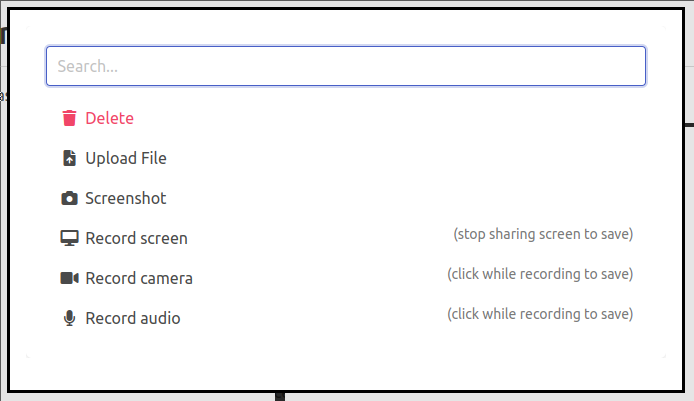 Search...
Delete
Upload File
Screenshot
Record screen (stop sharing screen to save)
Record camera (click while recording to save)
Record audio (click while recording to save)